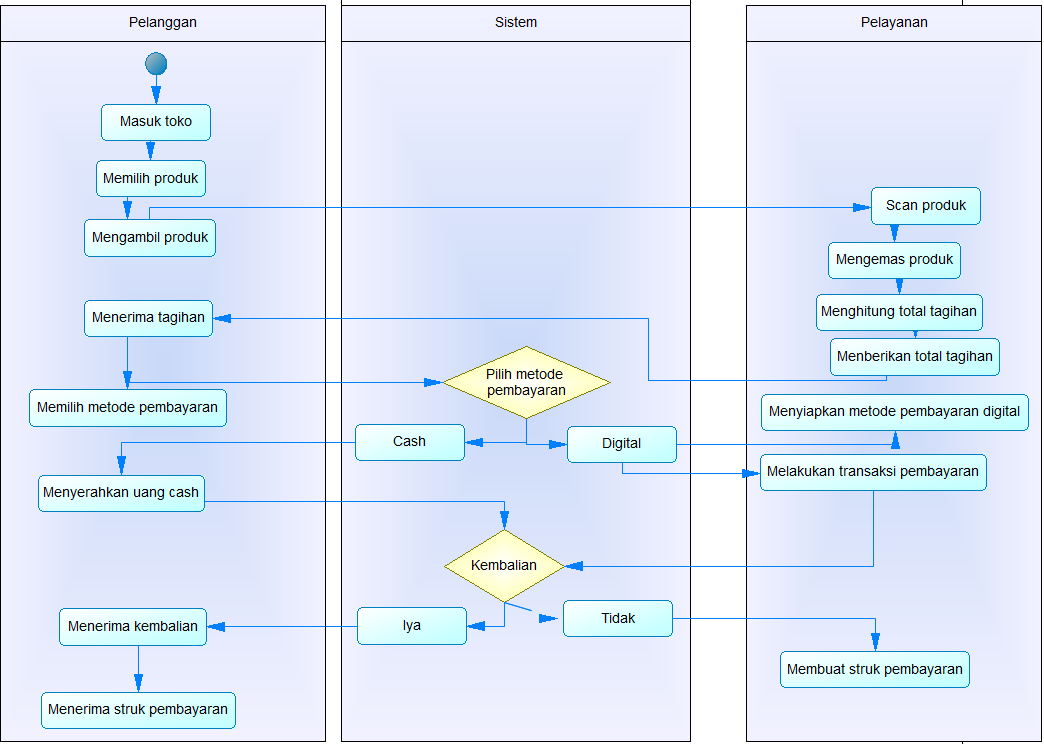 Pelanggan
Sistem
Pelayanan
Masuk toko
Memilih produk
Mengambil produk
Scan produk
Mengemas produk
Menghitung total tagihan
Menberikan total tagihan
Menerima tagihan
Pilih metode
pembayaran
Memilih metode pembayaran
Menyiapkan metode pembayaran digital
Cash
Digital
Melakukan transaksi pembayaran
Menyerahkan uang cash
Kembalian
Menerima kembalian
Iya
Tidak
Membuat struk pembayaran
Menerima struk pembayaran